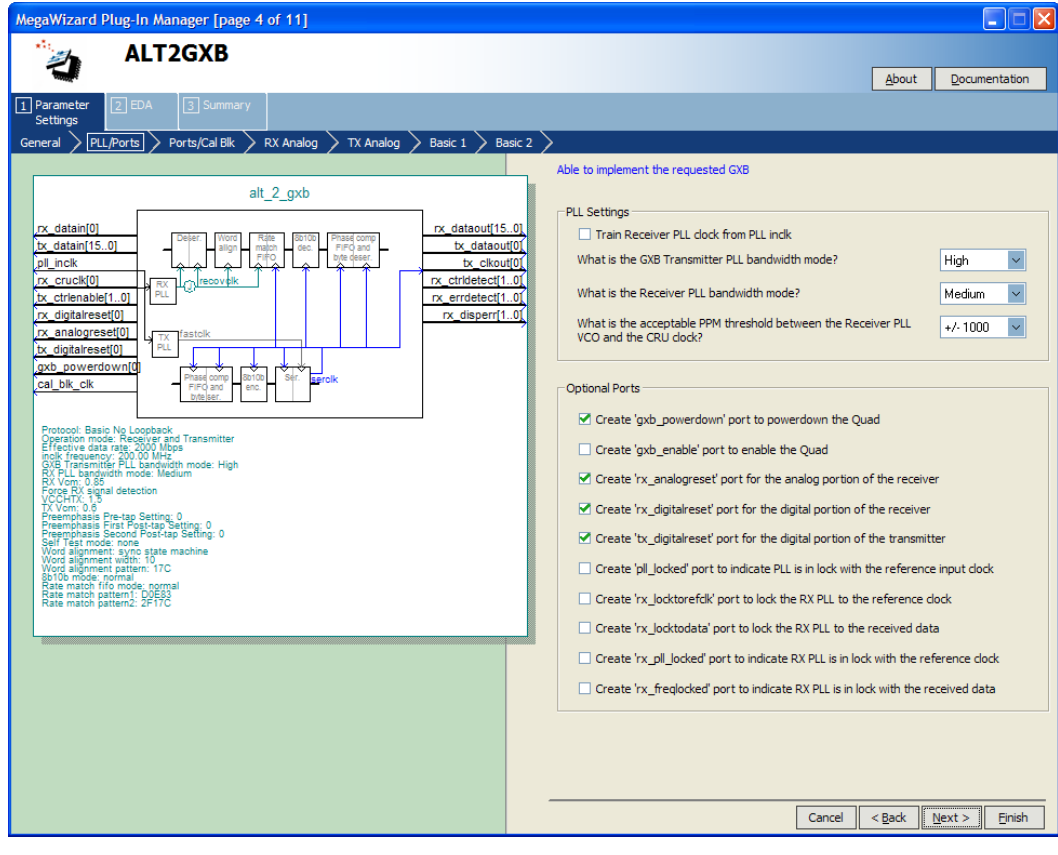 MegaWizard Plug-In Manager [page 4 of 11]
ALT2GXB
About
Documentation
1 Parameter Settings
2 EDA
3 Summary
General
PLL/Ports
Ports/Cal Blk
RX Analog
TX Analog
Basic 1
Basic 2
Able to implement the requested GXB
alt_2_gxb
rx_datain[0]
tx_datain[15..0]
pll_inclk
rx_cruclk[0]
tx_ctrlenable[1..0]
rx_digitalreset[0]
rx_analogreset[0]
tx_digitalreset[0]
gxb_powerdown[0]
cal_blk_clk
rx_dataout[15..0]
tx_dataout[0]
tx_clkout[0]
rx_ctrldetect[1..0]
rx_errdetect[1..0]
rx_disperr[1..0]
Deser.
Word align
Rate match FIFO
8b10b dec.
Phase comp FIFO and byte deser.
RX PLL
recovclk
TX PLL
fastclk
Phase comp FIFO and byte ser.
8b10b enc.
Ser.
serclk
Protocol: Basic No Loopback
Operation mode: Receiver and Transmitter
Effective data rate: 2000 Mbps
inclk frequency: 200.00 MHz
GXB Transmitter PLL bandwidth mode: High
RX PLL bandwidth mode: Medium
RX Vcm: 0.85
Force RX signal detection
VCCHTX: 1.5
TX Vcm: 0.6
Preemphasis Pre-tap Setting: 0
Preemphasis First Post-tap Setting: 0
Preemphasis Second Post-tap Setting: 0
Self Test mode: none
Word alignment: sync state machine
Word alignment width: 10
Word alignment pattern: 17C
8b10b mode: normal
Rate match fifo mode: normal
Rate match pattern1: D0E83
Rate match pattern2: 2F17C
PLL Settings
Train Receiver PLL clock from PLL inclk
What is the GXB Transmitter PLL bandwidth mode?
High
What is the Receiver PLL bandwidth mode?
Medium
What is the acceptable PPM threshold between the Receiver PLL
VCO and the CRU clock?
+/- 1000
Optional Ports
Create 'gxb_powerdown' port to powerdown the Quad
Create 'gxb_enable' port to enable the Quad
Create 'rx_analogreset' port for the analog portion of the receiver
Create 'rx_digitalreset' port for the digital portion of the receiver
Create 'tx_digitalreset' port for the digital portion of the transmitter
Create 'pll_locked' port to indicate PLL is in lock with the reference input clock
Create 'rx_locktorefclk' port to lock the RX PLL to the reference clock
Create 'rx_locktodata' port to lock the RX PLL to the received data
Create 'rx_pll_locked' port to indicate RX PLL is in lock with the reference clock
Create 'rx_freqlocked' port to indicate RX PLL is in lock with the received data
Cancel
< Back
Next >
Finish